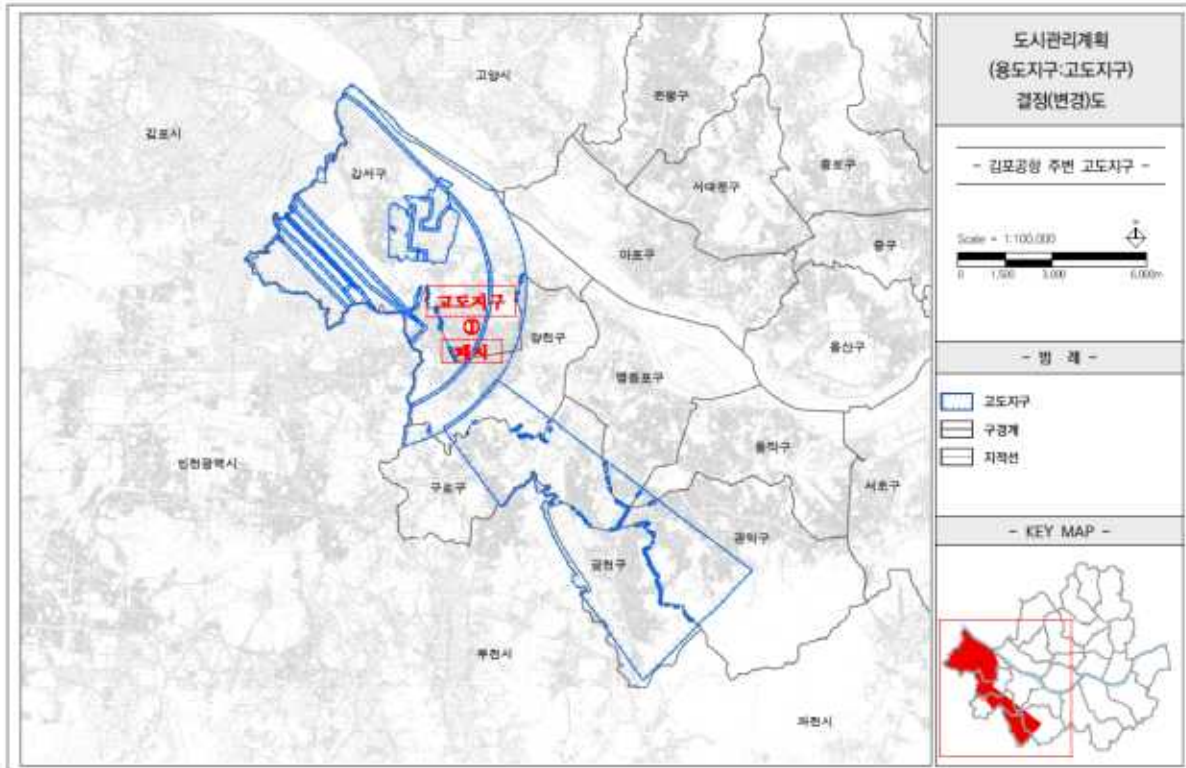 도시관리계획
(용도지구:고도지구)
결정(변경)도
- 김포공항 주변 고도지구 -
Scale = 1:100,000
0 1,500 3,000 6,000m
- 범 례 -
고도지구
구경계
지적선
- KEY MAP -
고양시
은평구
김포시
종로구
강서구
서대문구
중구
마포구
고도지구
①
폐지
양천구
용산구
영등포구
동작구
인천광역시
구로구
서초구
관악구
금천구
부천시
과천시